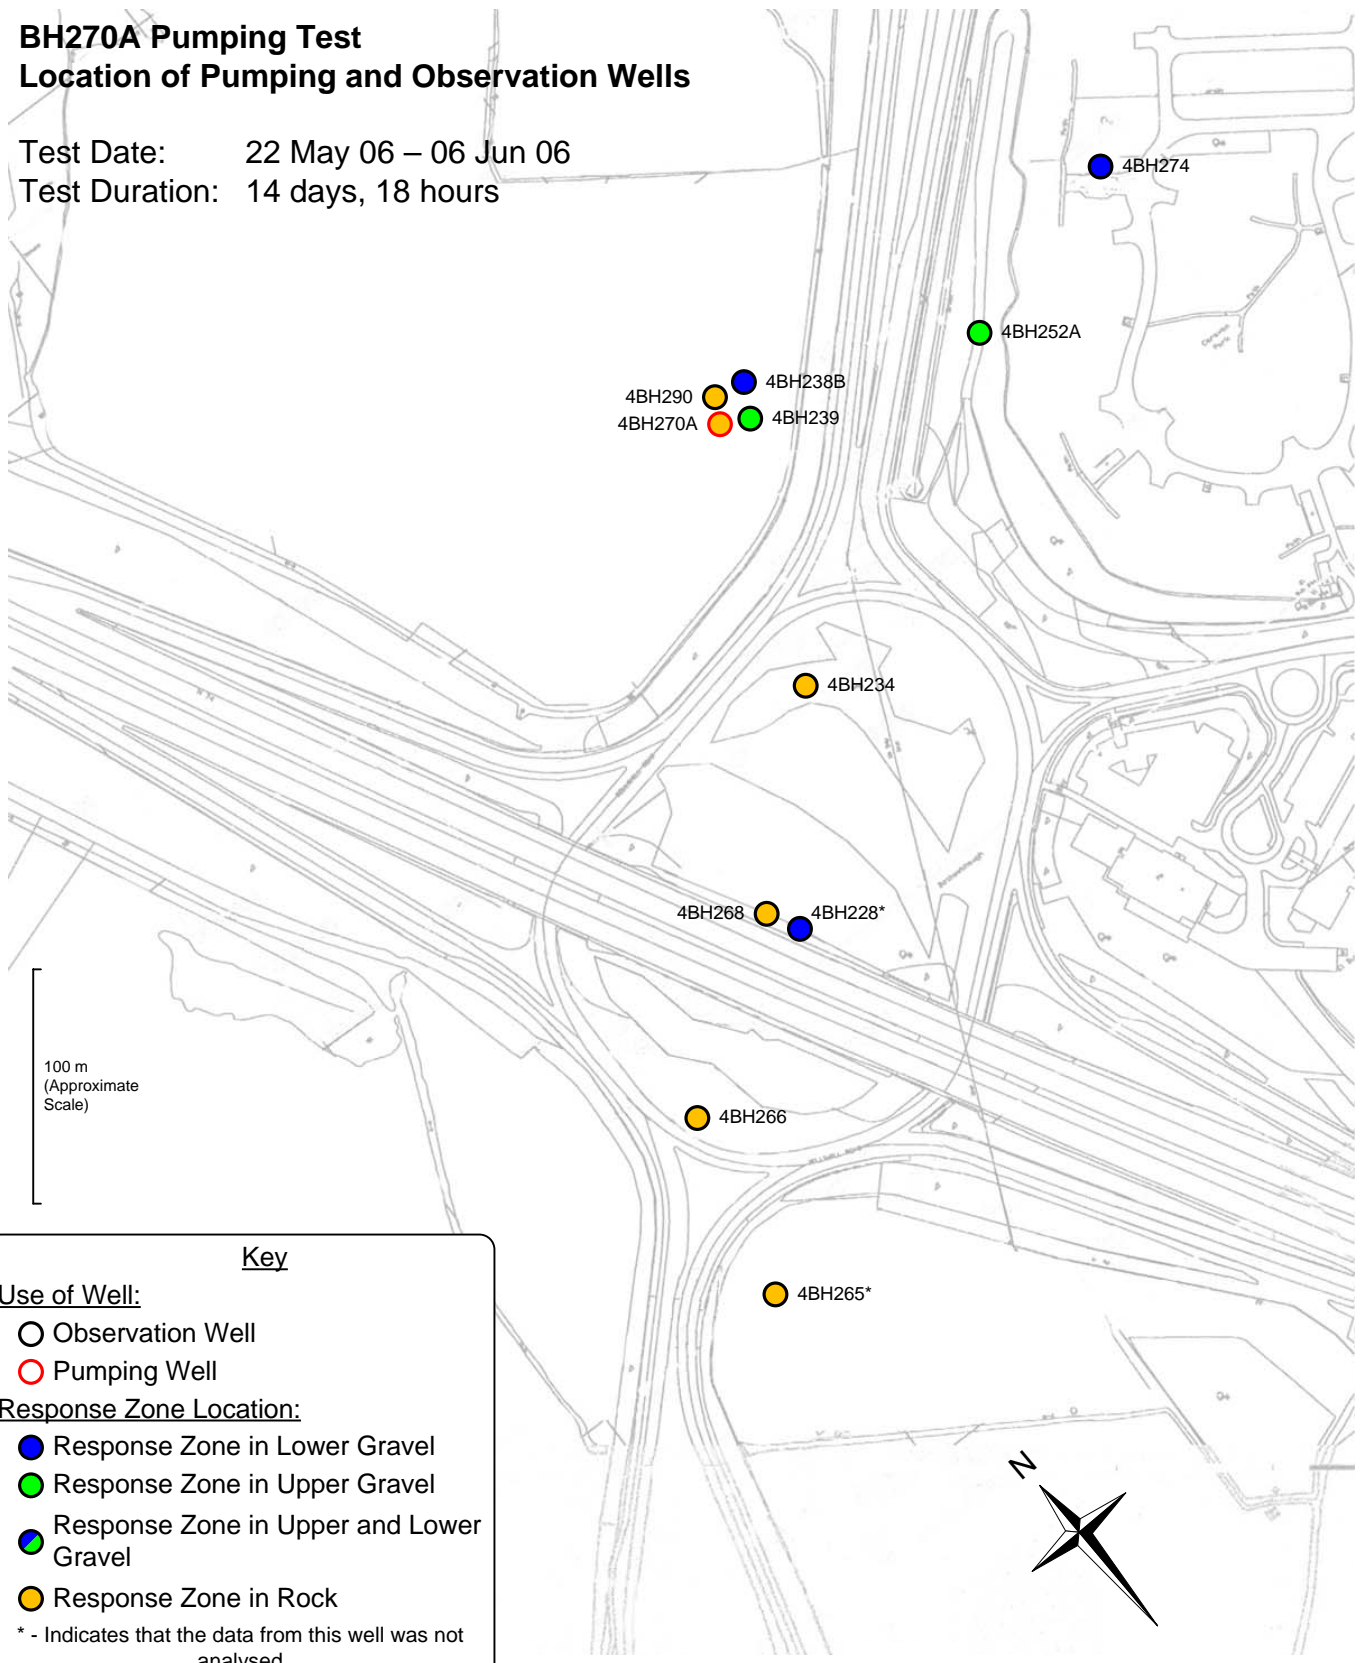 BH270A Pumping Test
Location of Pumping and Observation Wells
Test Date: 22 May 06 – 06 Jun 06
Test Duration: 14 days, 18 hours
4BH274
4BH252A
4BH238B
4BH290
4BH239
4BH270A
4BH234
4BH268
4BH228*
100 m
(Approximate
Scale)
4BH266
4BH265*
N
Key
Use of Well:
Observation Well
Pumping Well
Response Zone Location:
Response Zone in Lower Gravel
Response Zone in Upper Gravel
Response Zone in Upper and Lower
Gravel
Response Zone in Rock
* - Indicates that the data from this well was not
analysed